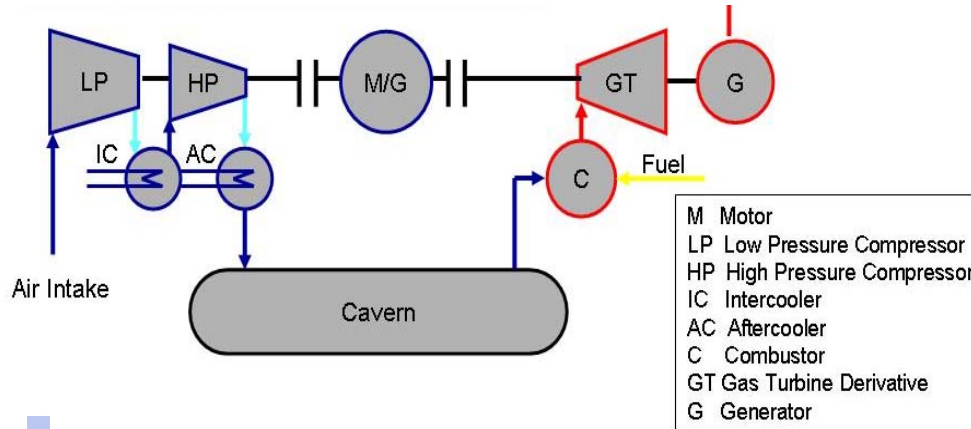 LP
HP
M/G
GT
G
IC
AC
C
Fuel
Air Intake
Cavern
M Motor
LP Low Pressure Compressor
HP High Pressure Compressor
IC Intercooler
AC Aftercooler
C Combustor
GT Gas Turbine Derivative
G Generator